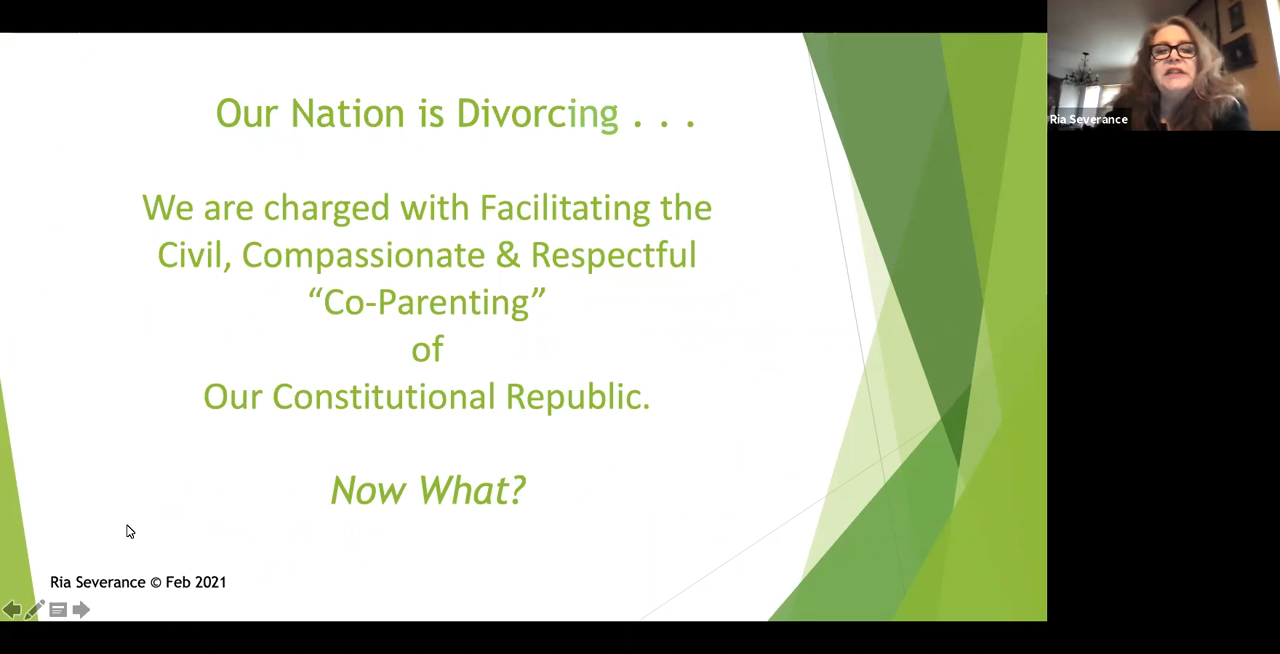 Our Nation is Divorcing . . .
We are charged with Facilitating the
Civil, Compassionate & Respectful
“Co-Parenting”
of
Our Constitutional Republic.
Now What?
Ria Severance © Feb 2021
Ria Severance